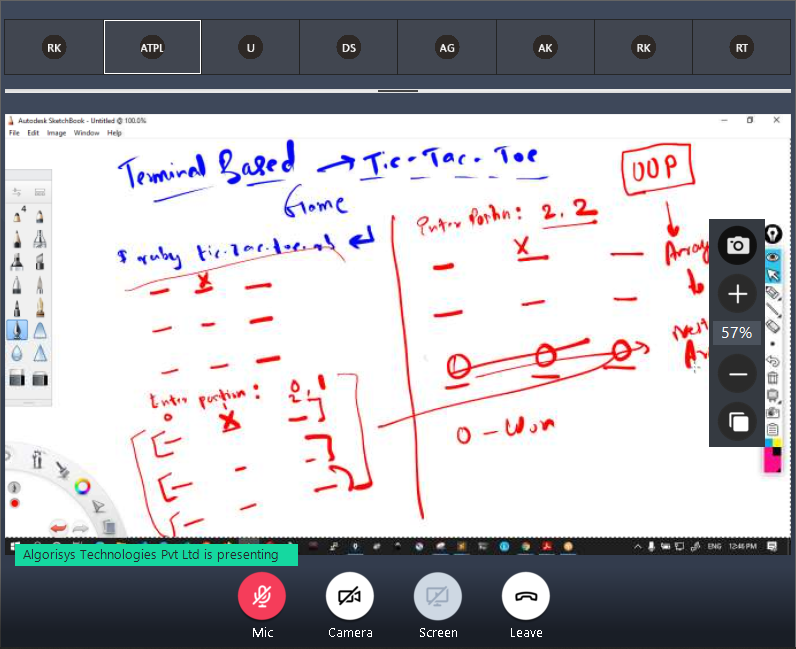 RK
ATPL
U
DS
AG
AK
RK
RT
Autodesk SketchBook - Untitled @ 100.0%
File Edit Image Window Help
Terminal Based → Tic-Tac-Toe
Game
$ ruby tic-tac-toe.rb
X
Enter position: 0,1
2,
0 X
Enter Position: 2,2
X
O - Won
OOP
Array
57%
ENG 12:46 PM
Algorisys Technologies Pvt Ltd is presenting
Mic
Camera
Screen
Leave